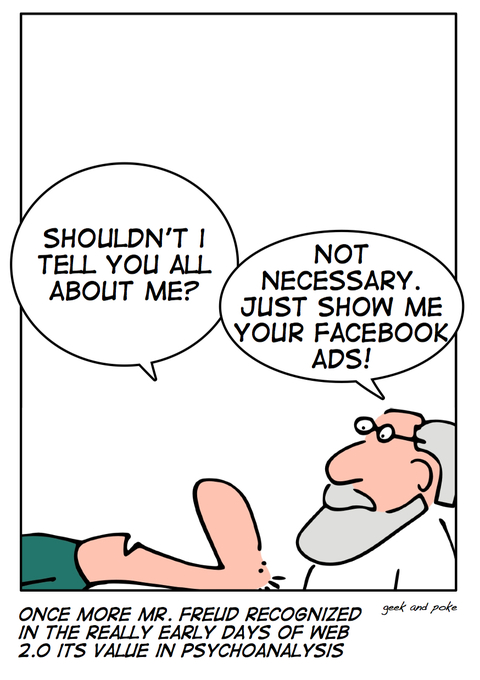 SHOULDN'T I
TELL YOU ALL
ABOUT ME?
NOT
NECESSARY.
JUST SHOW ME
YOUR FACEBOOK
ADS!
geek and poke
ONCE MORE MR. FREUD RECOGNIZED
IN THE REALLY EARLY DAYS OF WEB
2.0 ITS VALUE IN PSYCHOANALYSIS